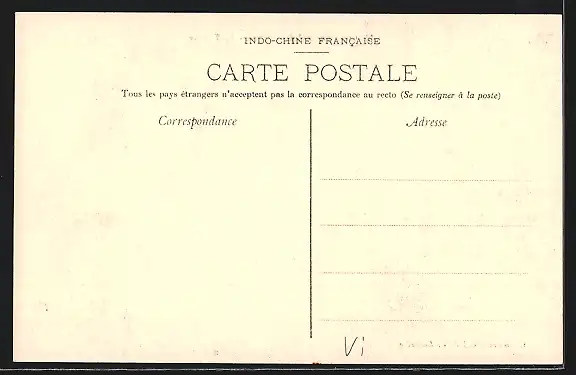 INDO-CHINE FRANÇAISE
CARTE POSTALE
Tous les pays étrangers n'acceptent pas la correspondance au recto (Se renseigner à la poste)
Correspondance
Adresse
Vi